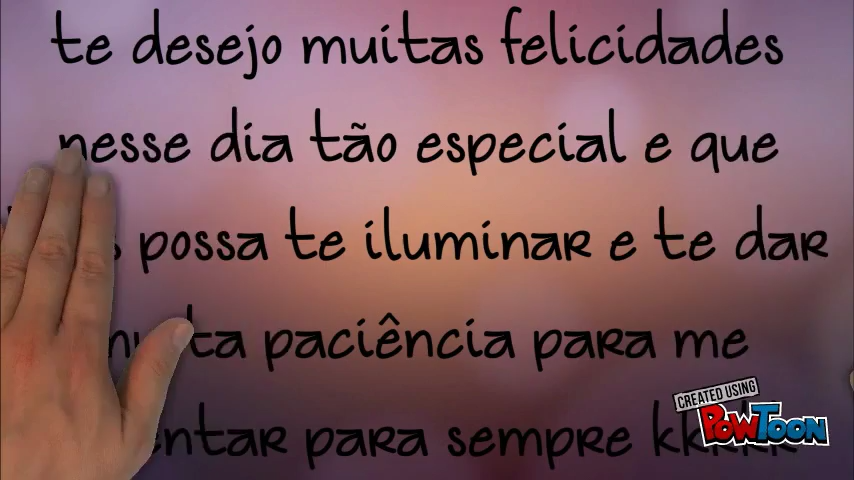 te desejo muitas felicidades
nesse dia tão especial e que
possa te iluminar e te dar
paciência para me
para sempre
CREATED USING
POWTOON